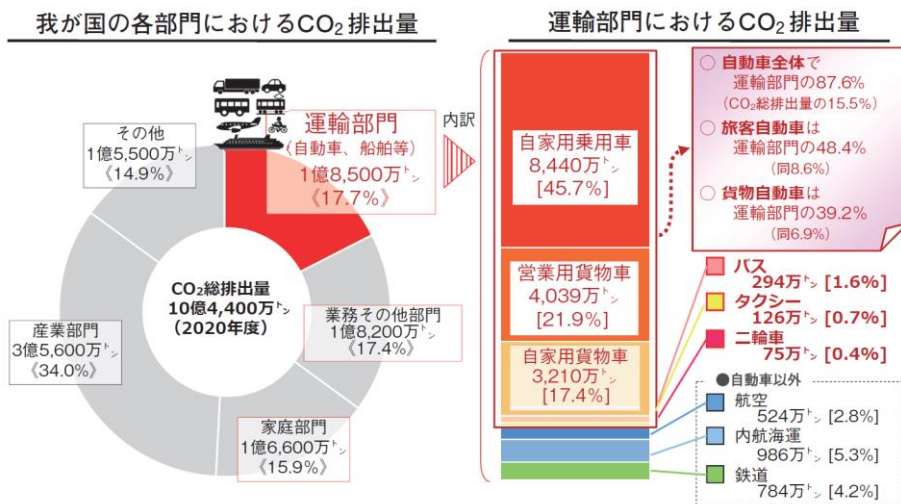 我が国の各部門におけるCO₂排出量
その他
1億5,500万トン
《14.9%》
運輸部門
(自動車、船舶等)
1億8,500万トン
《17.7%》
CO₂総排出量
10億4,400万トン
(2020年度)
産業部門
3億5,600万トン
《34.0%》
業務その他部門
1億8,200万トン
《17.4%》
家庭部門
1億6,600万トン
《15.9%》
内訳
運輸部門におけるCO₂排出量
自家用乗用車
8,440万トン
[45.7%]
営業用貨物車
4,039万トン
[21.9%]
自家用貨物車
3,210万トン
[17.4%]
○ 自動車全体で
運輸部門の87.6%
(CO₂総排出量の15.5%)
○ 旅客自動車は
運輸部門の48.4%
(同8.6%)
○ 貨物自動車は
運輸部門の39.2%
(同6.9%)
バス
294万トン [1.6%]
タクシー
126万トン [0.7%]
二輪車
75万トン [0.4%]
●自動車以外
航空
524万トン [2.8%]
内航海運
986万トン [5.3%]
鉄道
784万トン [4.2%]